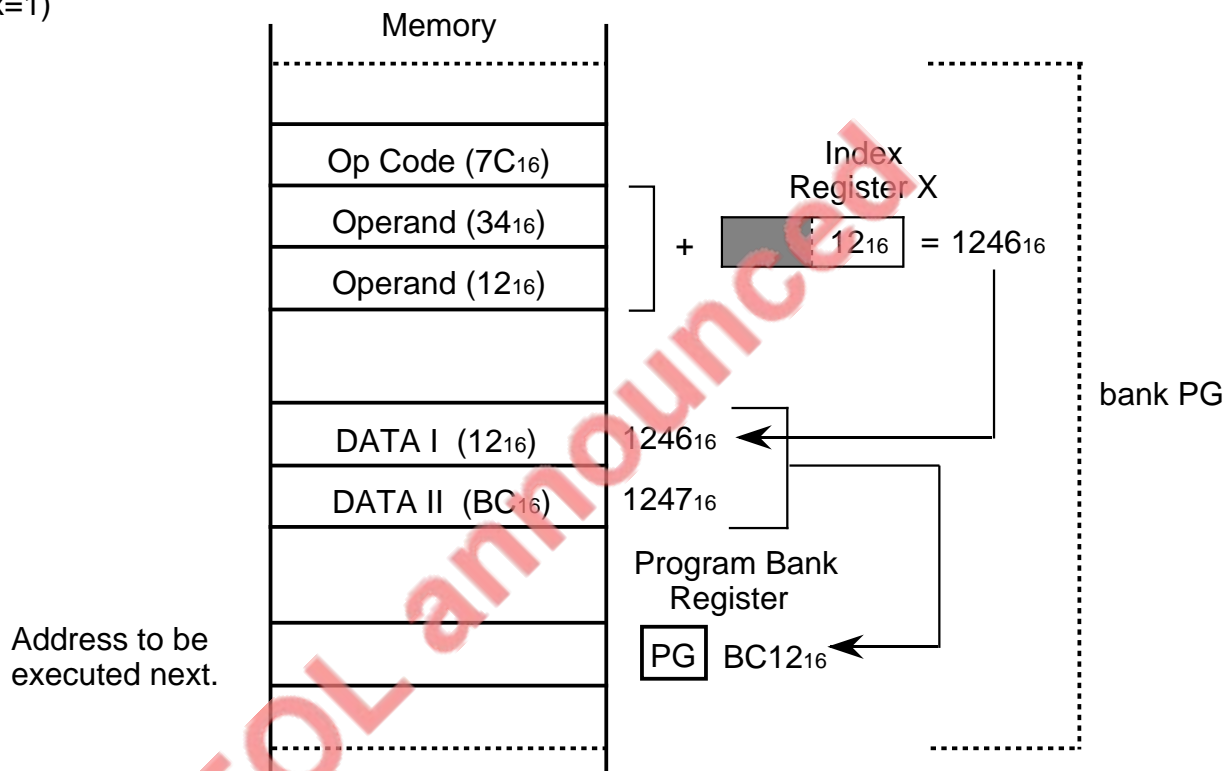 x=1)
Memory
Op Code (7C16)
Operand (3416)
Operand (1216)
Index
Register X
+
1216
= 124616
DATA I (1216)
124616
DATA II (BC16)
124716
bank PG
Program Bank
Register
PG
BC1216
Address to be
executed next.
EOL announced